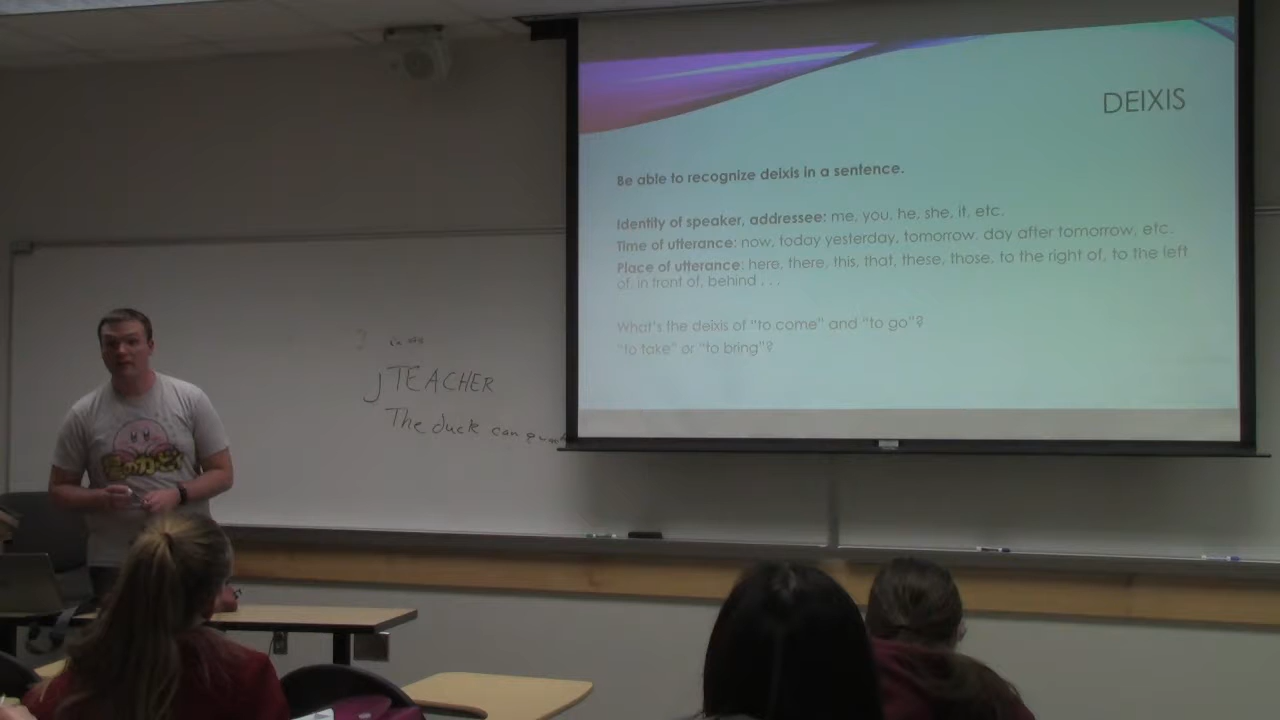 DEIXIS
Be able to recognize deixis in a sentence.
Identity of speaker, addressee: me, you, he, she, it, etc.
Time of utterance: now, today yesterday, tomorrow, day after tomorrow, etc.
Place of utterance: here, there, this, that, these, those, to the right of, to the left
of, in front of, behind . . .
What's the deixis of "to come" and "to go"?
"to take" or "to bring"?
TEACHER
The duck can